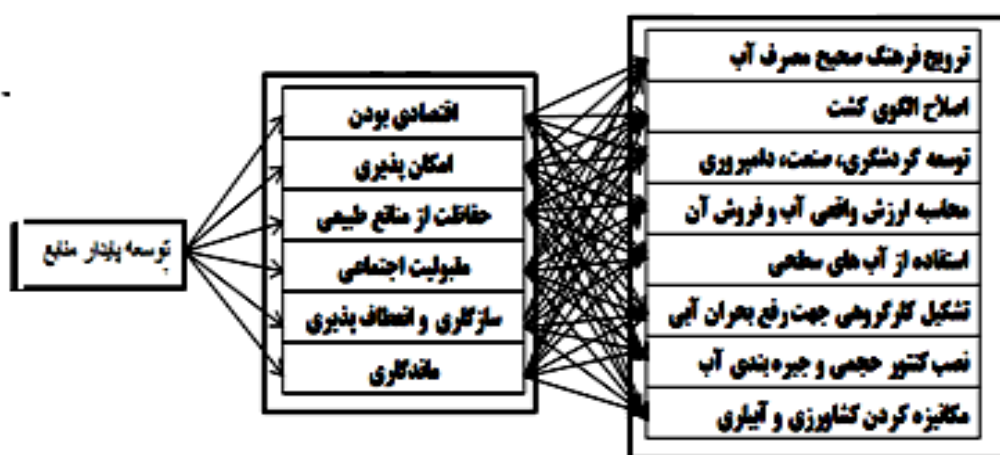 ترویج فرهنگ صحیح مصرف آب
اصلاح الگوی کشت
توسعه گردشگری، صنعت، دامپروری
محاسبه ارزش واقعی آب و فروش آن
استفاده از آب های سطحی
تشکیل کارگروهی جهت رفع بحران آبی
نصب کنتور حجمی و جیره بندی آب
مکانیزه کردن کشاورزی و آبیاری
اقتصادی بودن
امکان پذیری
حفاظت از منابع طبیعی
مقبولیت اجتماعی
سازگاری و انعطاف پذیری
ماندگاری
توسعه پایدار منابع